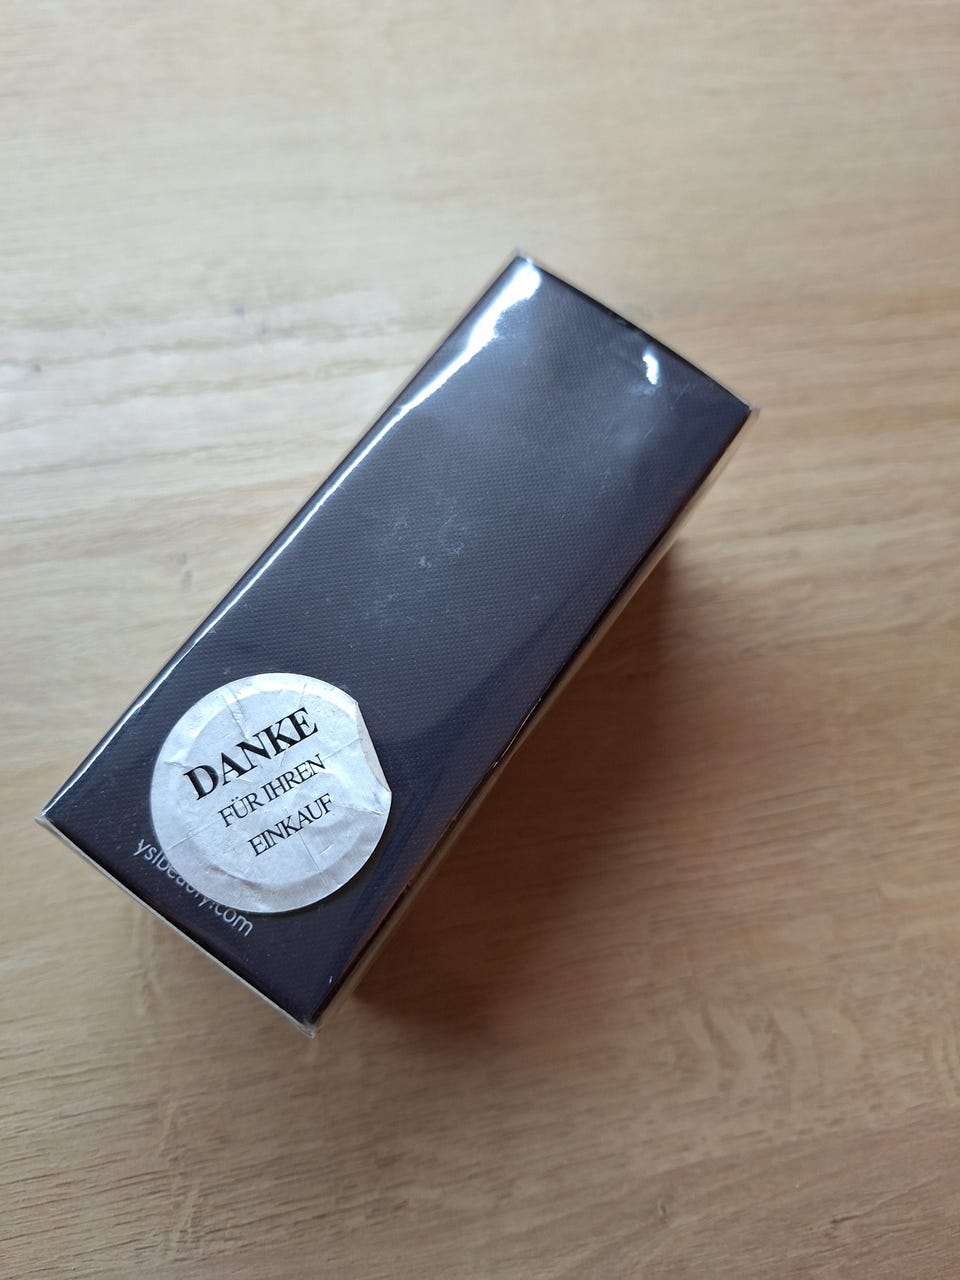 DANKE
FÜR IHREN
EINKAUF
yslbeauty.com